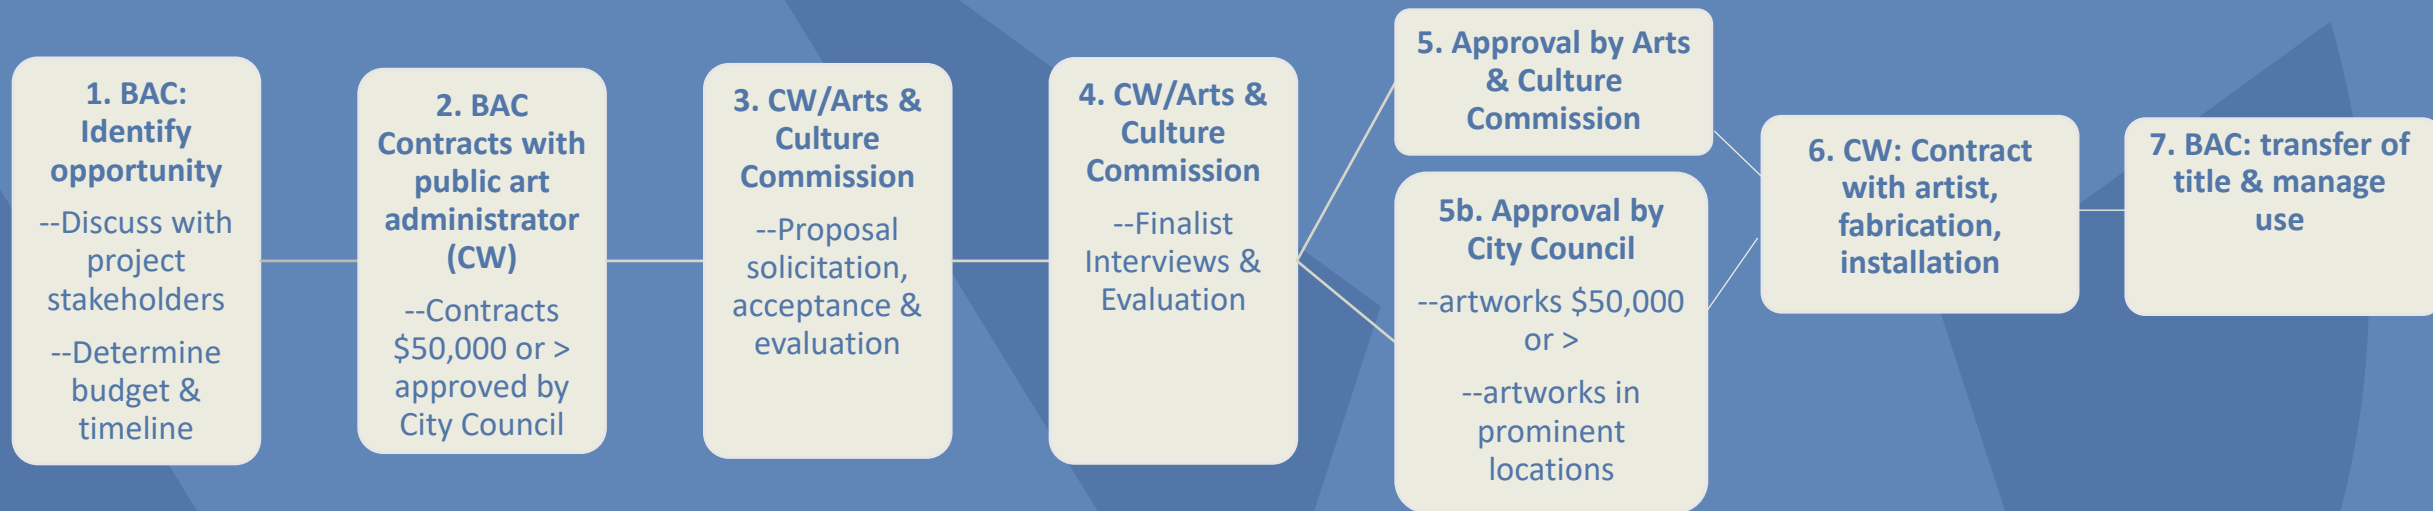 1. BAC:
Identify
opportunity
--Discuss with
project
stakeholders
--Determine
budget &
timeline
2. BAC
Contracts with
public art
administrator
(CW)
--Contracts
$50,000 or >
approved by
City Council
3. CW/Arts &
Culture
Commission
--Proposal
solicitation,
acceptance &
evaluation
4. CW/Arts &
Culture
Commission
--Finalist
Interviews &
Evaluation
5. Approval by Arts
& Culture
Commission
5b. Approval by
City Council
--artworks $50,000
or >
--artworks in
prominent
locations
6. CW: Contract
with artist,
fabrication,
installation
7. BAC: transfer of
title & manage
use